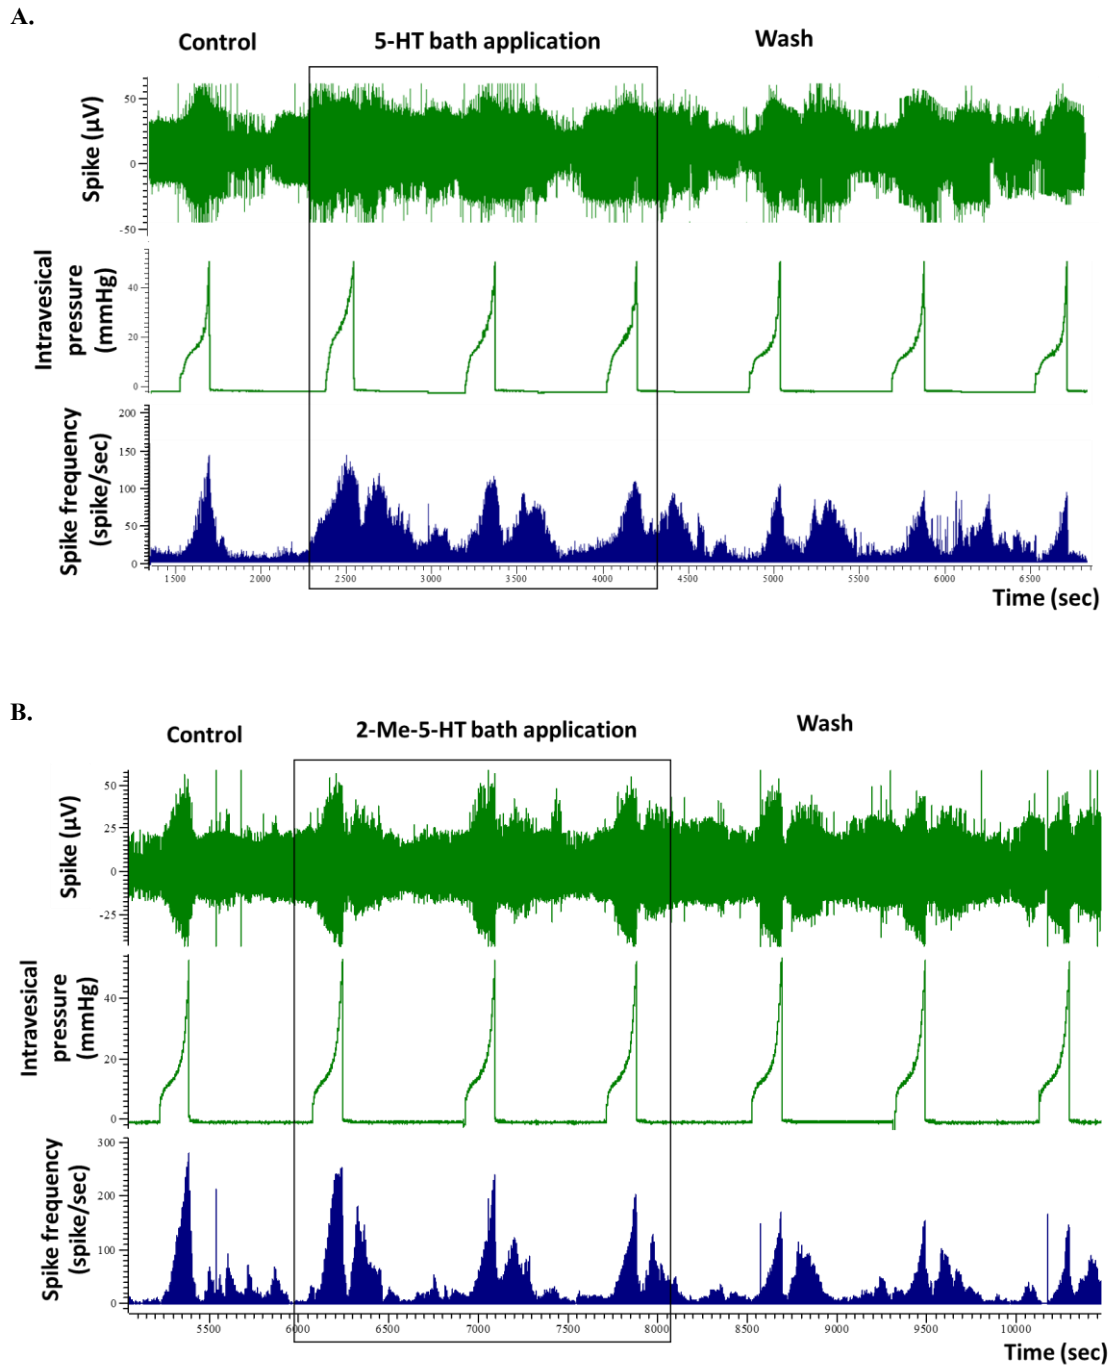 A.
Control 5-HT bath application Wash
Spike (µV)
50
0
-50
Intravesical
pressure
(mmHg)
40
20
0
Spike frequency
(spike/sec)
200
150
100
50
0
1500 2000 2500 3000 3500 4000 4500 5000 5500 6000 6500
Time (sec)
B.
Control 2-Me-5-HT bath application Wash
Spike (µV)
50
25
0
-25
Intravesical
pressure
(mmHg)
40
20
0
Spike frequency
(spike/sec)
300
200
100
0
5500 6000 6500 7000 7500 8000 8500 9000 9500 10000
Time (sec)